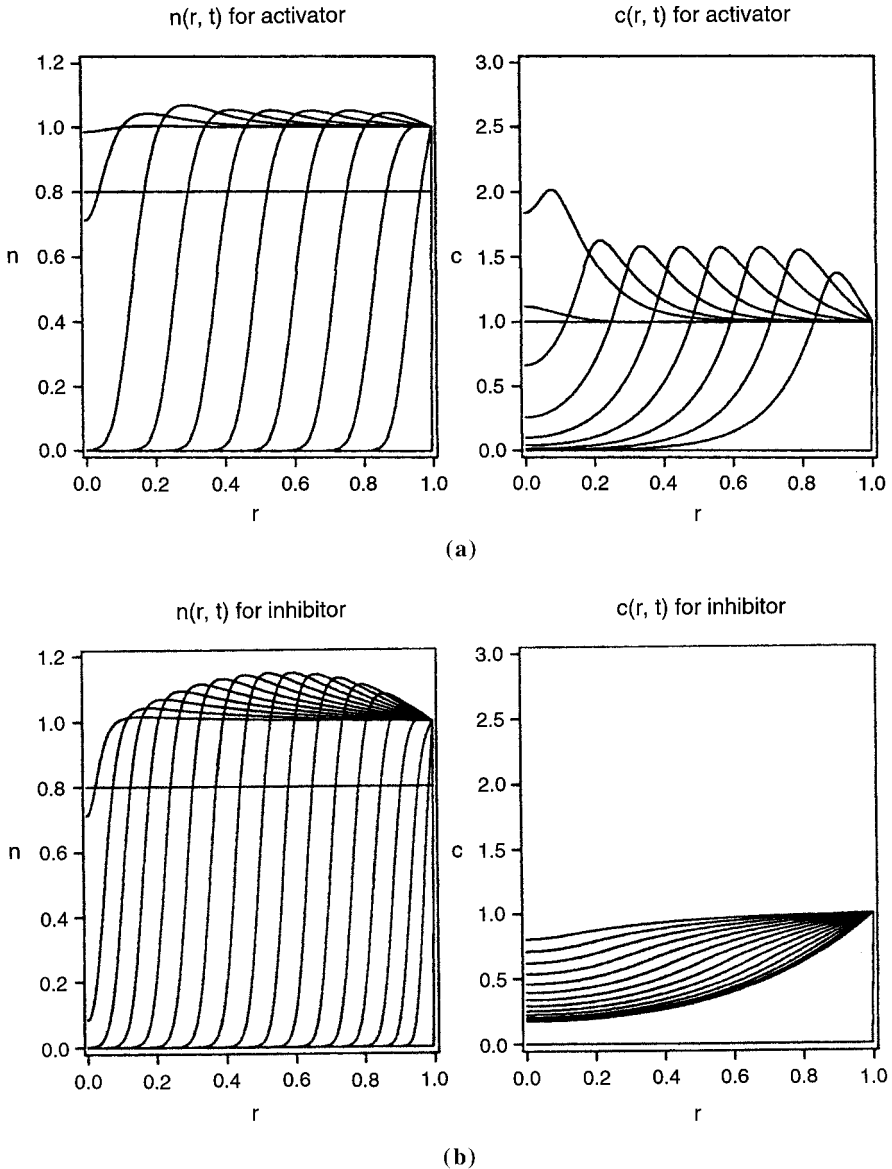 n(r, t) for activator
c(r, t) for activator
1.2
1.0
0.8
0.6
0.4
0.2
0.0
n
0.0 0.2 0.4 0.6 0.8 1.0
r
3.0
2.5
2.0
1.5
1.0
0.5
0.0
c
0.0 0.2 0.4 0.6 0.8 1.0
r
(a)
n(r, t) for inhibitor
c(r, t) for inhibitor
1.2
1.0
0.8
0.6
0.4
0.2
0.0
n
0.0 0.2 0.4 0.6 0.8 1.0
r
3.0
2.5
2.0
1.5
1.0
0.5
0.0
c
0.0 0.2 0.4 0.6 0.8 1.0
r
(b)